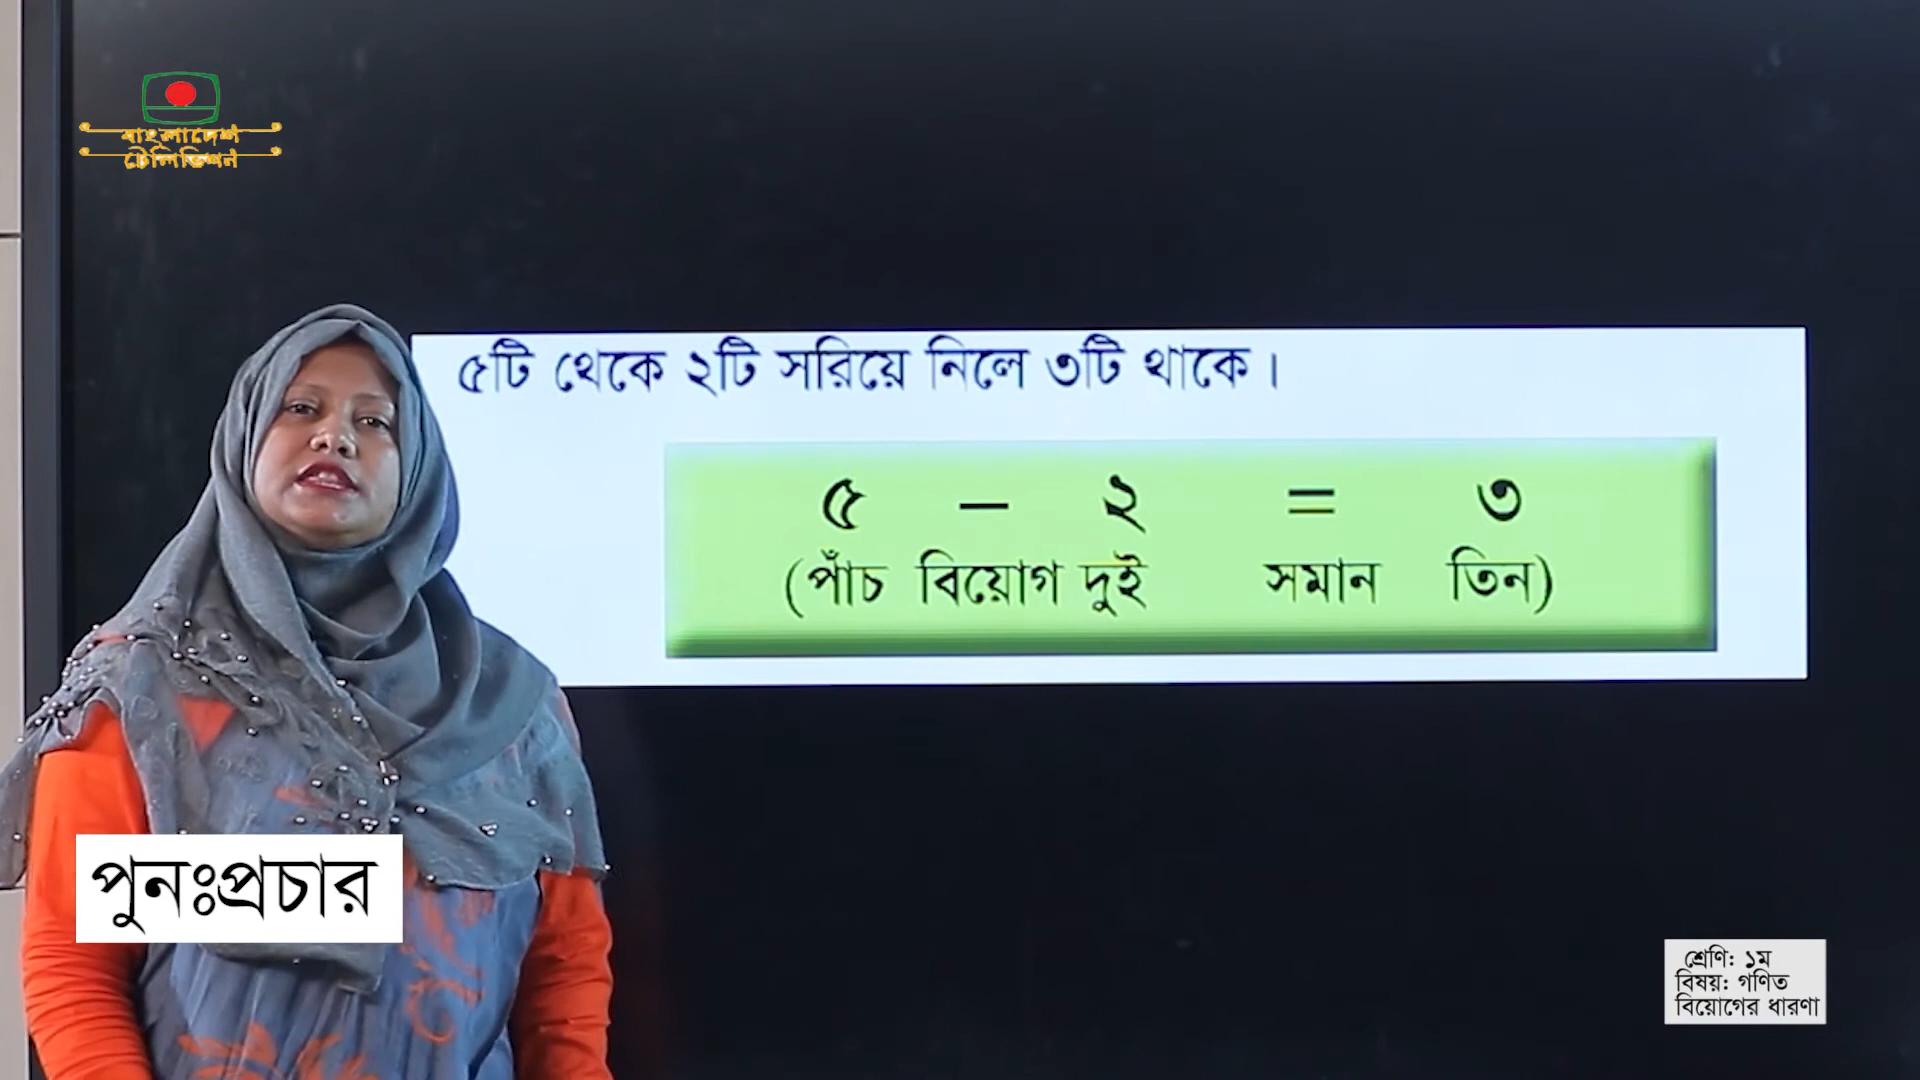 বাংলাদেশ
টেলিভিশন
৫টি থেকে ২টি সরিয়ে নিলে ৩টি থাকে।
৫ – ২ = ৩
(পাঁচ বিয়োগ দুই সমান তিন)
পুনঃপ্রচার
শ্রেণি: ১ম
বিষয়: গণিত
বিয়োগের ধারণা